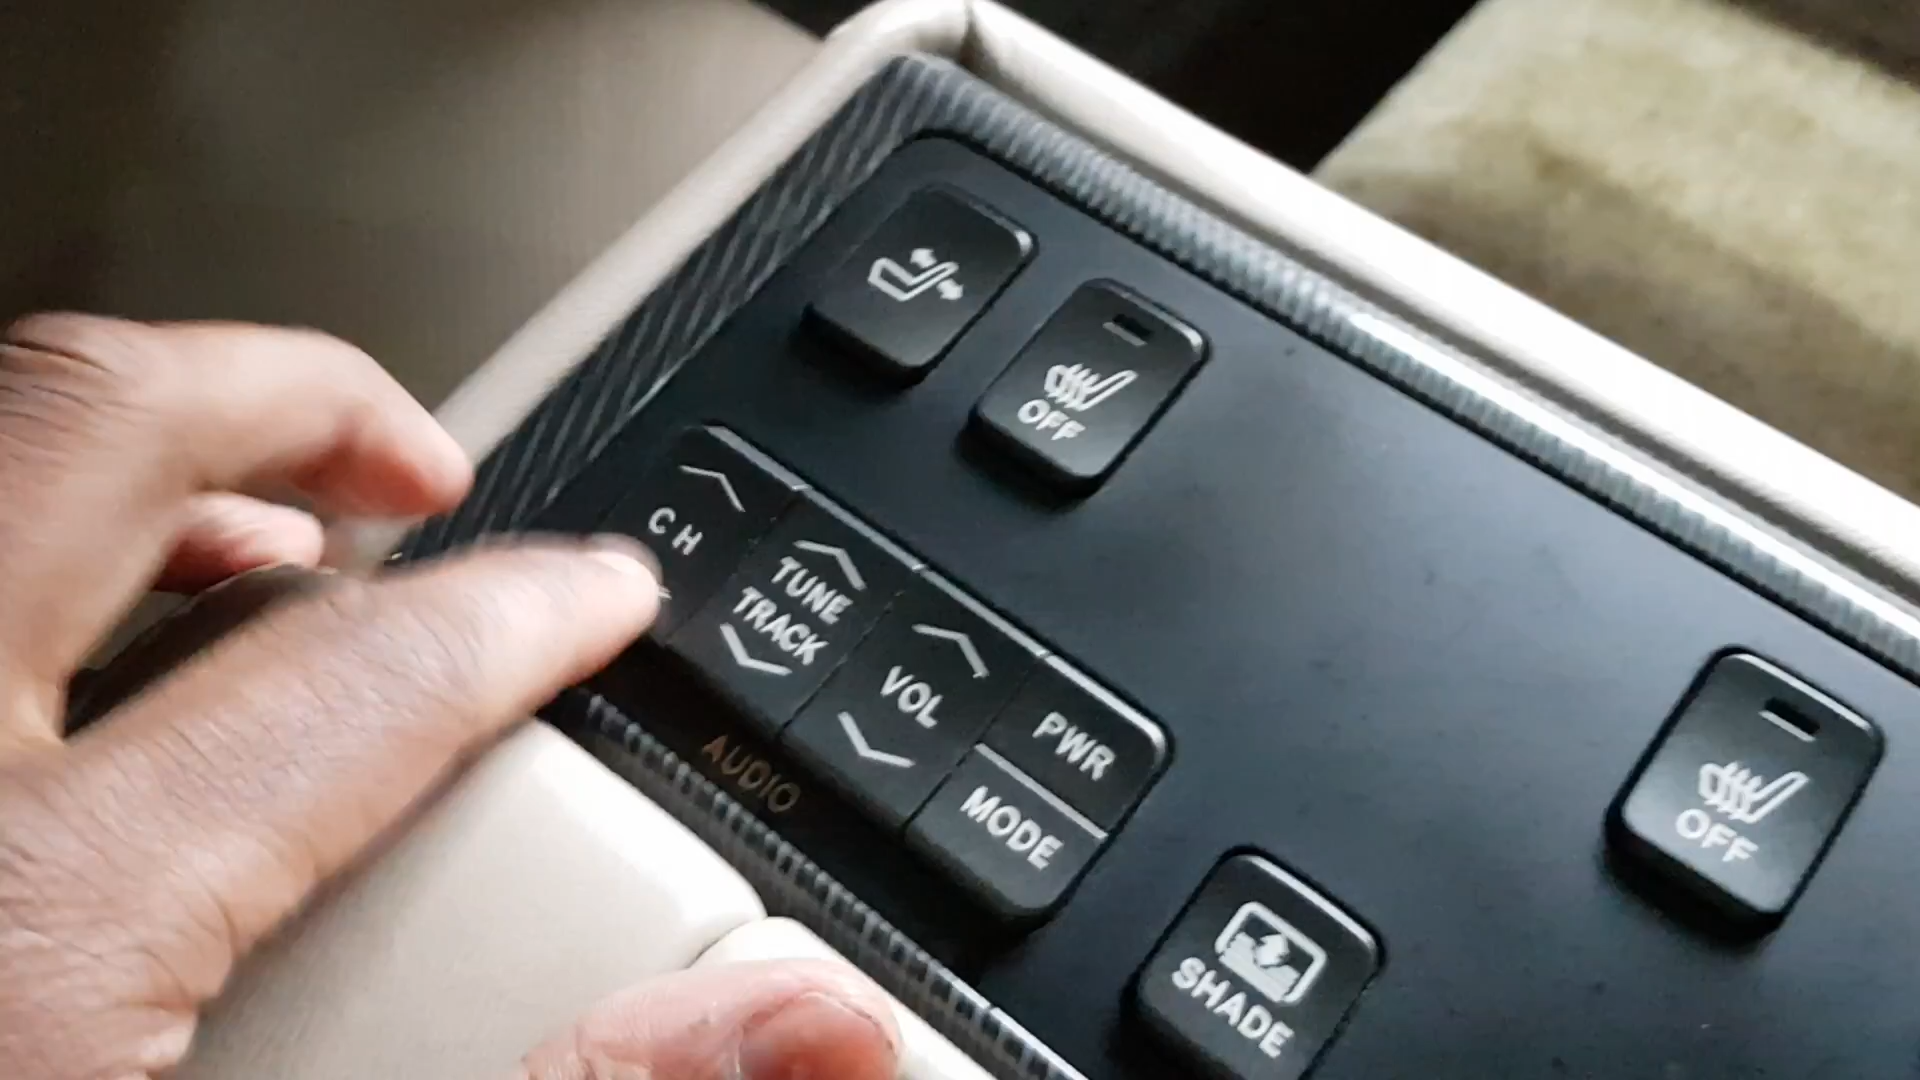 OFF
CH
TUNE
TRACK
VOL
PWR
MODE
AUDIO
OFF
SHADE